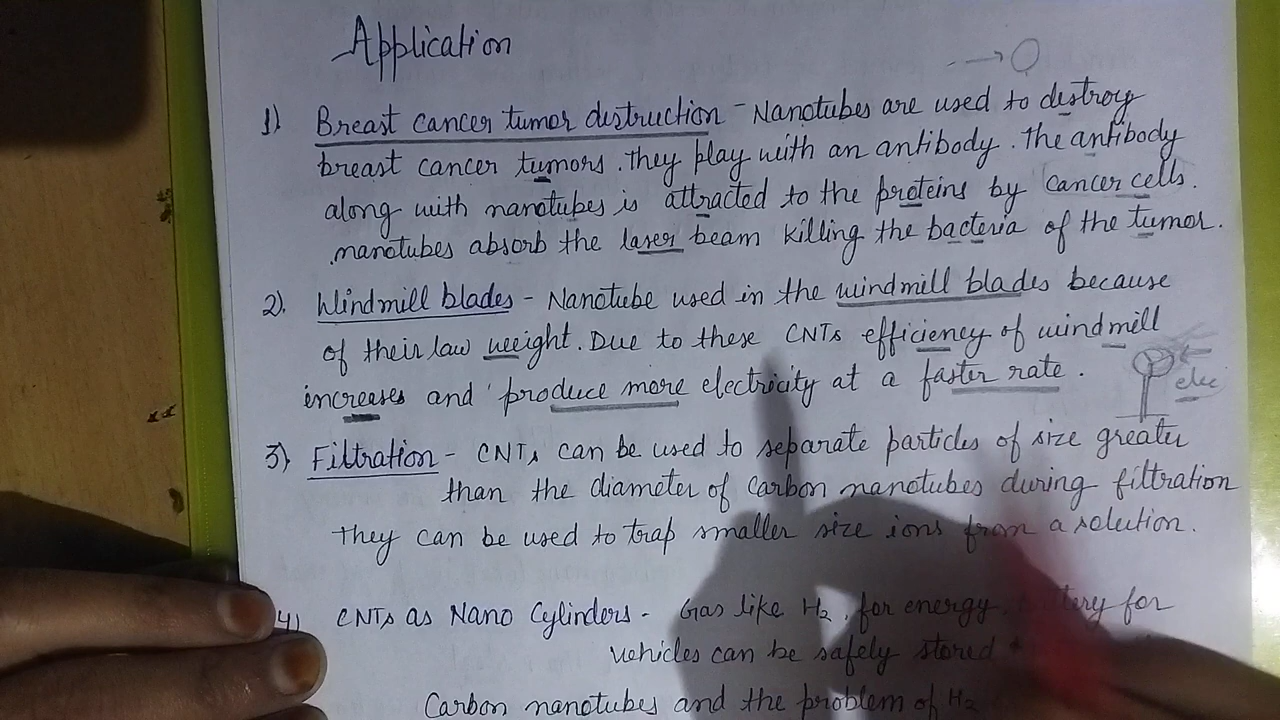 Application
1) Breast cancer tumor destruction - Nanotubes are used to destroy
breast cancer tumors. they play with an antibody. The antibody
along with nanotubes is attracted to the proteins by cancer cells.
nanotubes absorb the laser beam killing the bacteria of the tumor.
2). Windmill blades - Nanotube used in the windmill blades because
of their law weight. Due to these CNTs efficieney of windmill
increases and produce more electricity at a faster rate.
elec
3) Filtration - CNTs can be used to separate particles of size greater
than the diameter of Carbon nanotubes during filtration
they can be used to trap smaller size ions from a solution.
4) CNTs as Nano Cylinders - Gas like H2, for energy, for
vehicles can be safely stored
Carbon nanotubes and the problem of H2